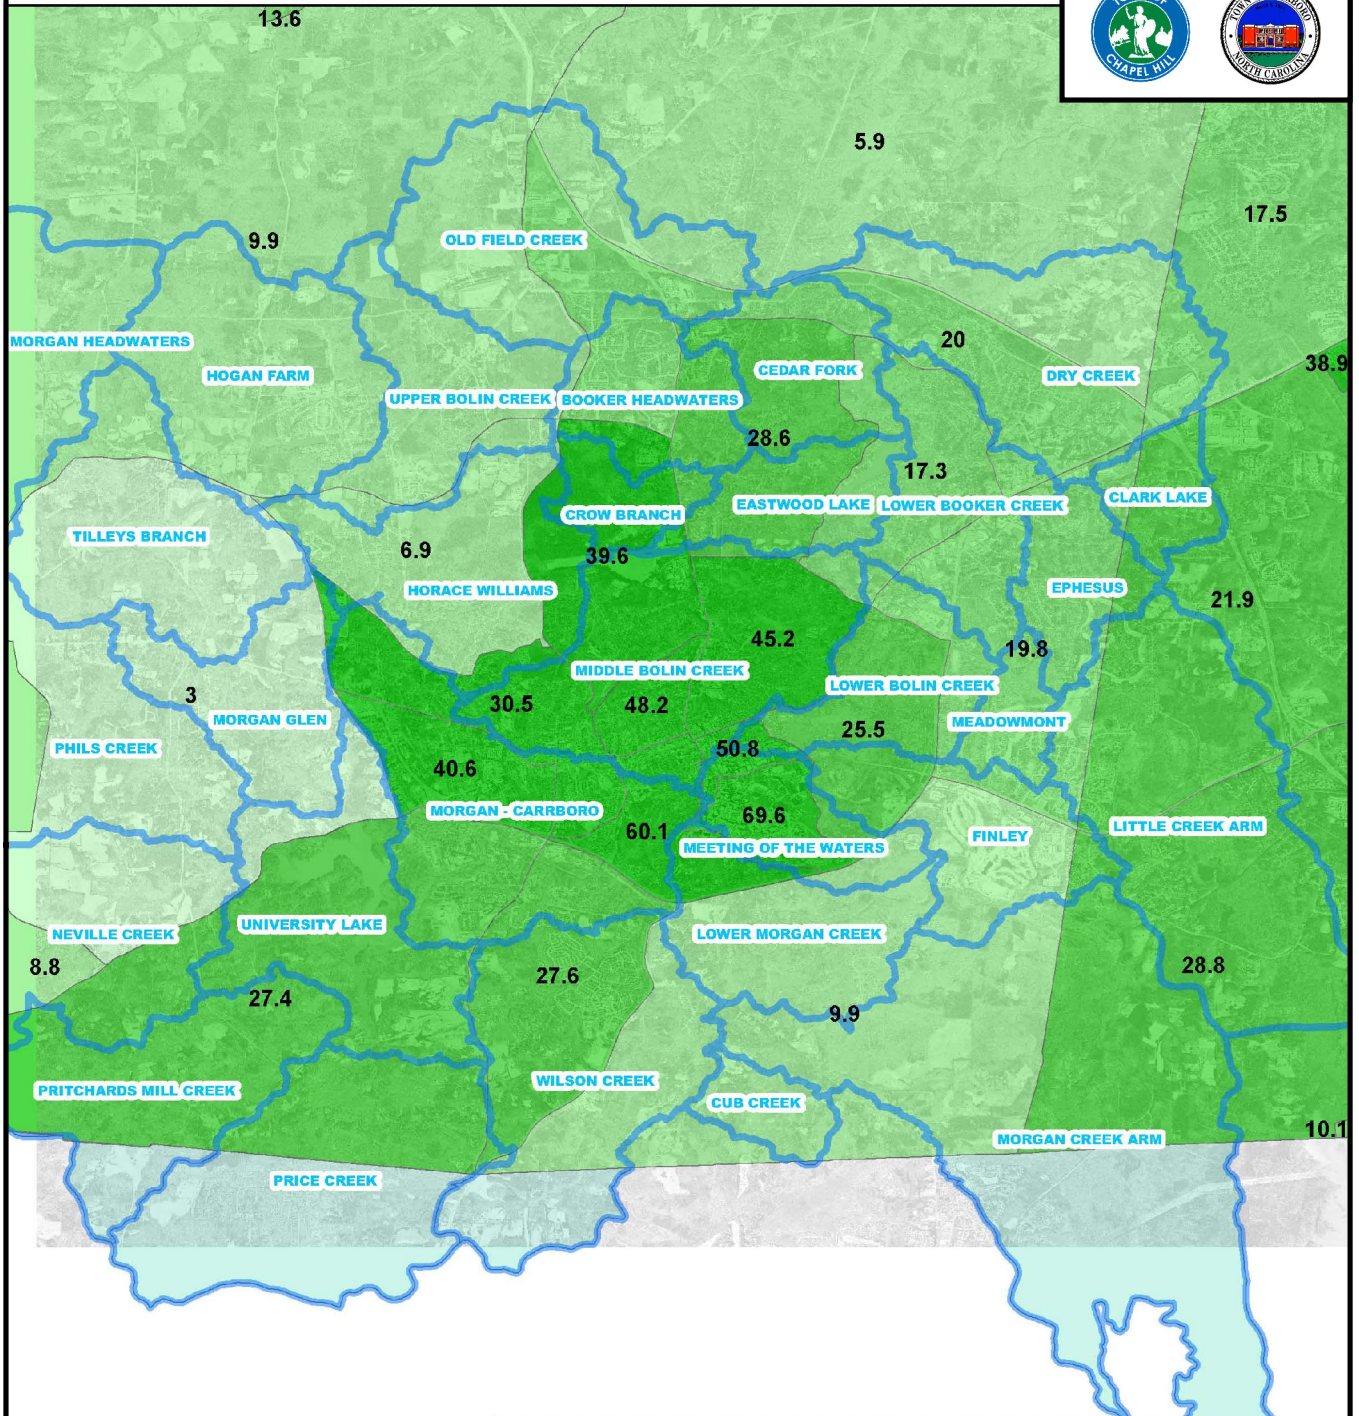 13.6
TOWN OF
CHAPEL HILL
NORTH CAROLINA
5.9
17.5
9.9
OLD FIELD CREEK
MORGAN HEADWATERS
20
38.9
HOGAN FARM
CEDAR FORK
DRY CREEK
UPPER BOLIN CREEK
BOOKER HEADWATERS
28.6
17.3
CROW BRANCH
EASTWOOD LAKE
LOWER BOOKER CREEK
CLARK LAKE
TILLEYS BRANCH
6.9
39.6
HORACE WILLIAMS
EPHESUS
21.9
45.2
19.8
MIDDLE BOLIN CREEK
LOWER BOLIN CREEK
3
MORGAN GLEN
30.5
48.2
MEADOWMONT
PHILS CREEK
50.8
25.5
40.6
MORGAN - CARRBORO
60.1
69.6
MEETING OF THE WATERS
FINLEY
LITTLE CREEK ARM
NEVILLE CREEK
UNIVERSITY LAKE
LOWER MORGAN CREEK
8.8
27.4
27.6
28.8
9.9
PRITCHARDS MILL CREEK
WILSON CREEK
CUB CREEK
MORGAN CREEK ARM
10.1
PRICE CREEK